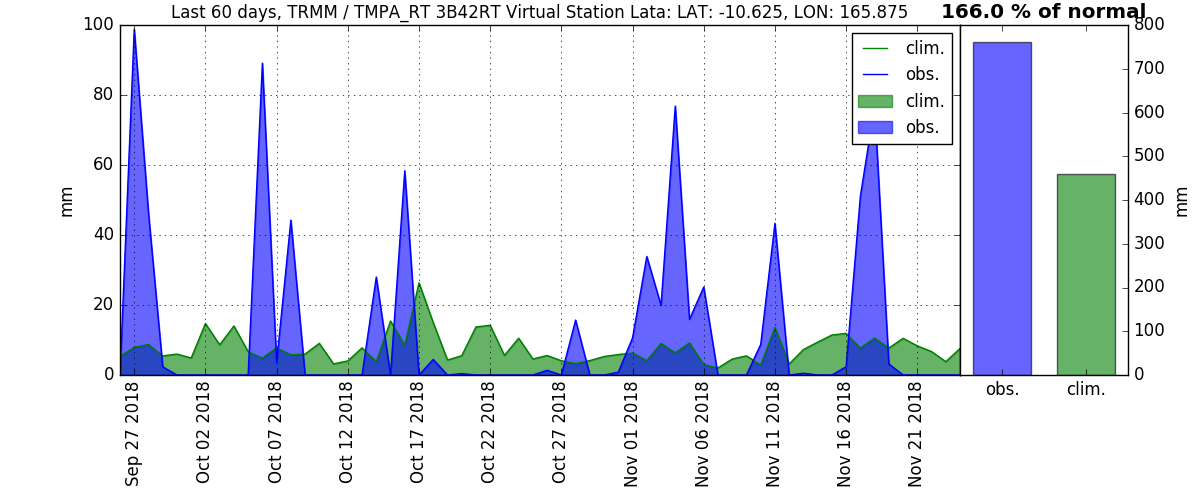 Last 60 days, TRMM / TMPA_RT 3B42RT Virtual Station Lata: LAT: -10.625, LON: 165.875
166.0 % of normal
mm
100
80
60
40
20
0
clim.
obs.
clim.
obs.
Sep 27 2018
Oct 02 2018
Oct 07 2018
Oct 12 2018
Oct 17 2018
Oct 22 2018
Oct 27 2018
Nov 01 2018
Nov 06 2018
Nov 11 2018
Nov 16 2018
Nov 21 2018
800
700
600
500
400
300
200
100
0
mm
obs.
clim.